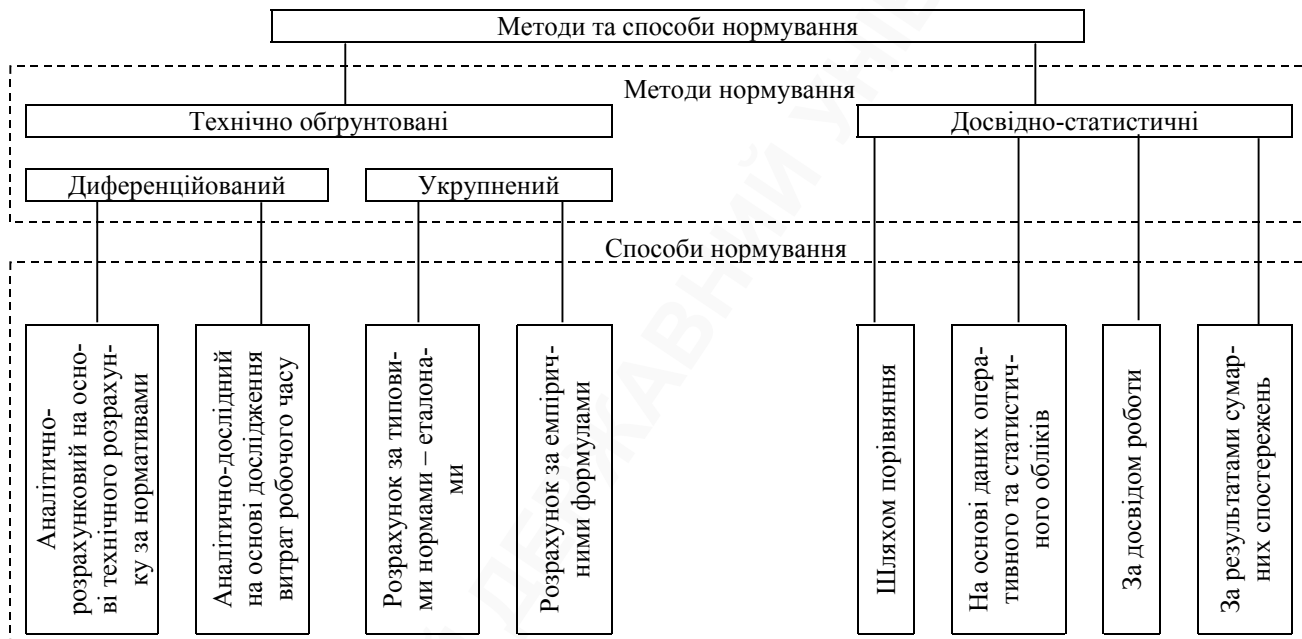 Методи та способи нормування
Методи нормування
Технічно обґрунтовані
Досвідно-статистичні
Диференційований
Укрупнений
Способи нормування
Аналітично-
розрахунковий на осно-
ві технічного розрахун-
ку за нормативами
Аналітично-дослідний
на основі дослідження
витрат робочого часу
Розрахунок за типови-
ми нормами – еталона-
ми
Розрахунок за емпірич-
ними формулами
Шляхом порівняння
На основі даних опера-
тивного та статистич-
ного обліків
За досвідом роботи
За результатами сумар-
них спостережень
ДЕРЖАВНИЙ УНІВ